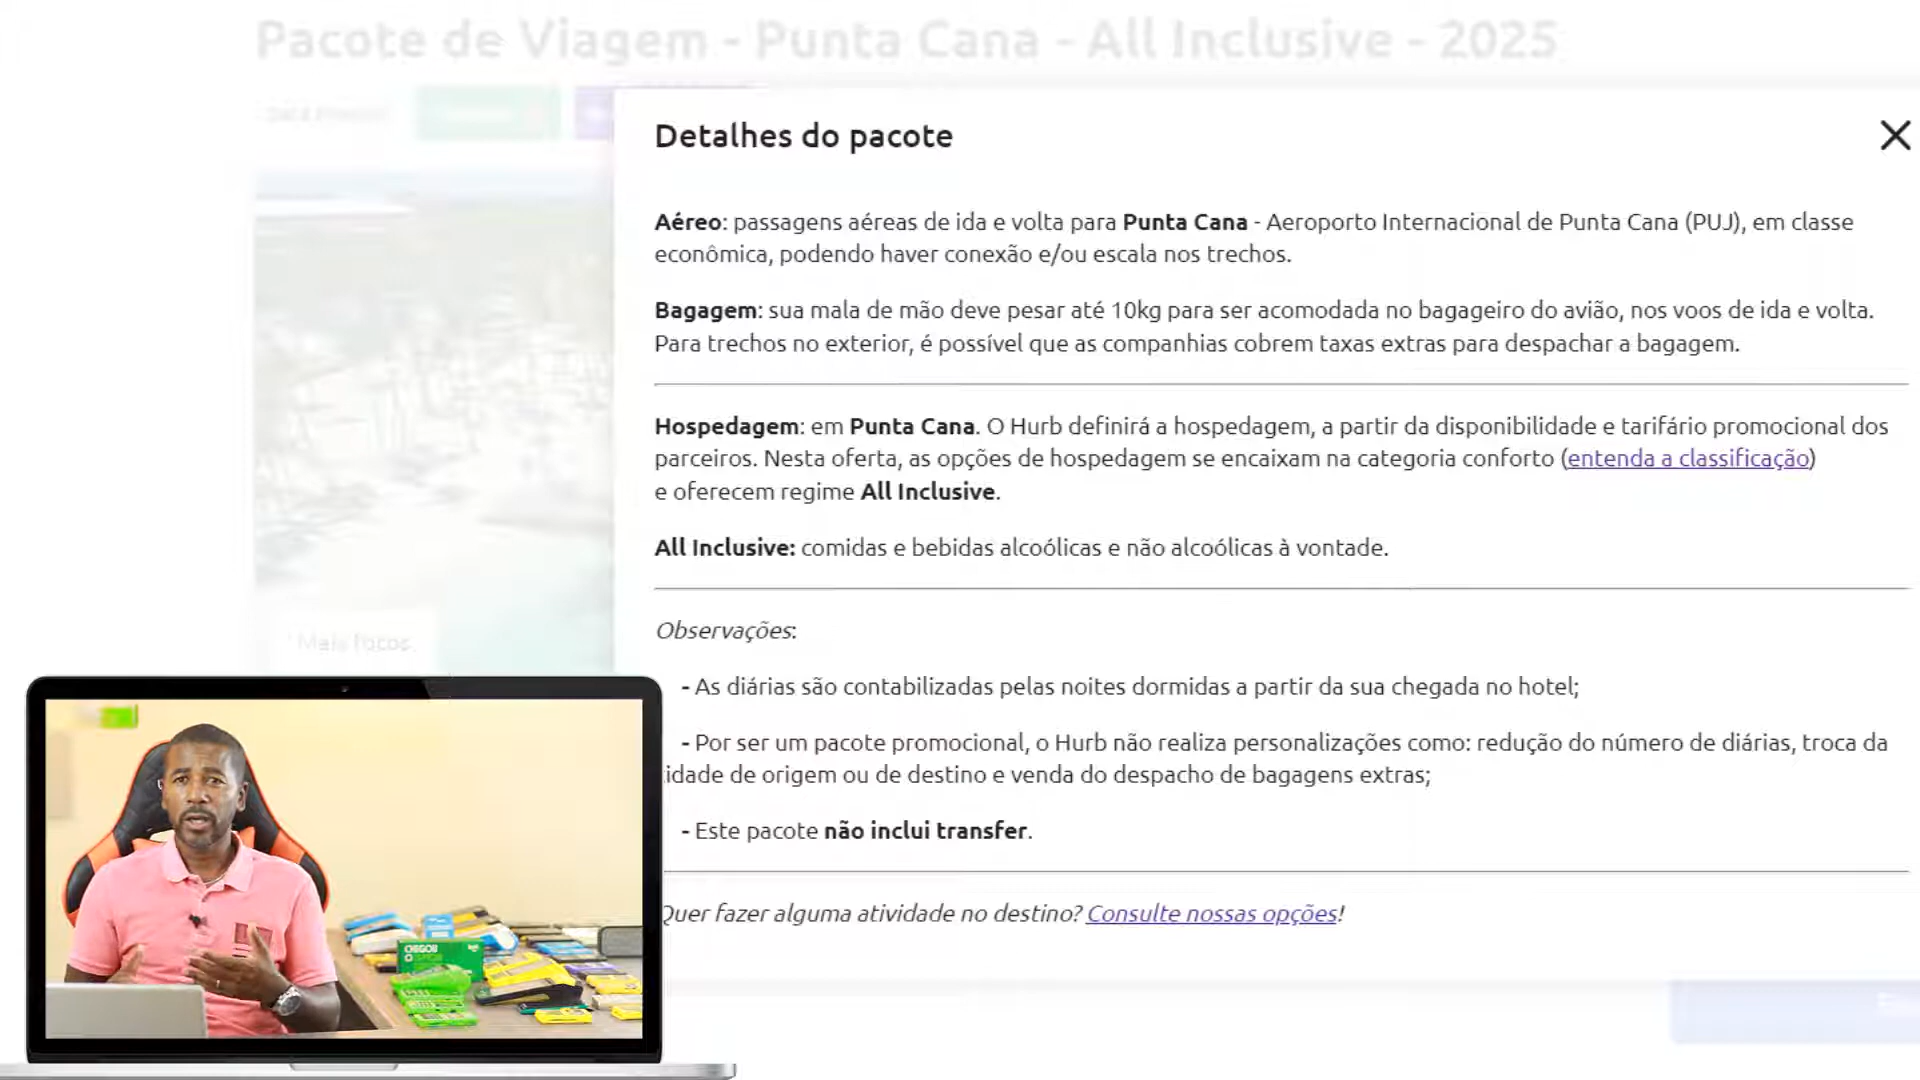 Pacote de Viagem - Punta Cana - All Inclusive - 2025
Detalhes do pacote
Aéreo: passagens aéreas de ida e volta para Punta Cana - Aeroporto Internacional de Punta Cana (PUJ), em classe
econômica, podendo haver conexão e/ou escala nos trechos.
Bagagem: sua mala de mão deve pesar até 10kg para ser acomodada no bagageiro do avião, nos voos de ida e volta.
Para trechos no exterior, é possível que as companhias cobrem taxas extras para despachar a bagagem.
Hospedagem: em Punta Cana. O Hurb definirá a hospedagem, a partir da disponibilidade e tarifário promocional dos
parceiros. Nesta oferta, as opções de hospedagem se encaixam na categoria conforto (entenda a classificação)
e oferecem regime All Inclusive.
All Inclusive: comidas e bebidas alcoólicas e não alcoólicas à vontade.
Observações:
- As diárias são contabilizadas pelas noites dormidas a partir da sua chegada no hotel;
- Por ser um pacote promocional, o Hurb não realiza personalizações como: redução do número de diárias, troca da
idade de origem ou de destino e venda do despacho de bagagens extras;
- Este pacote não inclui transfer.
Quer fazer alguma atividade no destino? Consulte nossas opções!
Mais fotos
CHEGOU
O